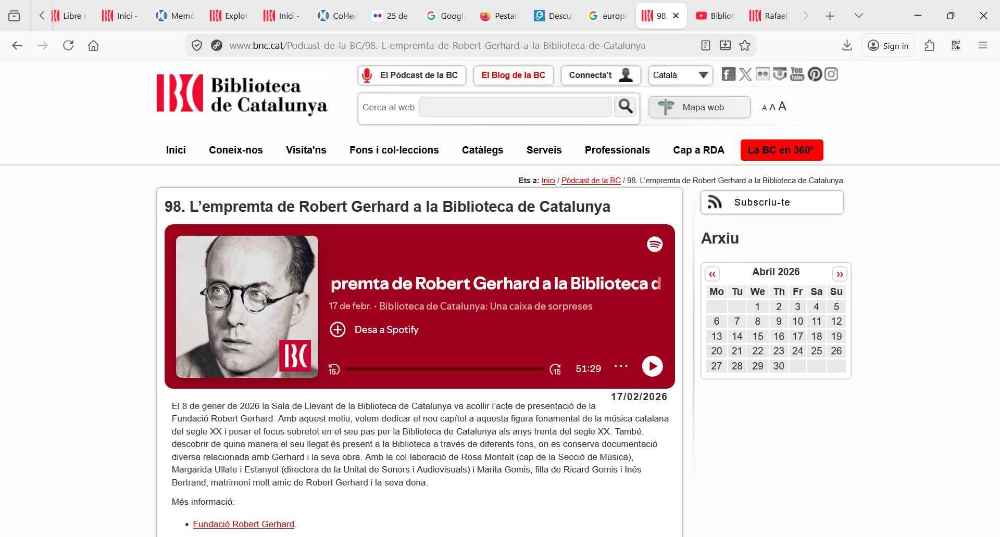 Libre
Inici -
Memò
Explor
Inici -
Col·lec
25 de
Googl
Pestan
Descu
europ
98.
Bibliot
Rafael
www.bnc.cat/Podcast-de-la-BC/98.-L-empremta-de-Robert-Gerhard-a-la-Biblioteca-de-Catalunya
Sign in
Biblioteca
de Catalunya
El Pòdcast de la BC
El Blog de la BC
Connecta't
Català
You
Tube
Cerca al web
Mapa web
A A A
Inici
Coneix-nos
Visita'ns
Fons i col·leccions
Catàlegs
Serveis
Professionals
Cap a RDA
La BC en 360º
Ets a: Inici / Pòdcast de la BC / 98. L’empremta de Robert Gerhard a la Biblioteca de Catalunya
98. L’empremta de Robert Gerhard a la Biblioteca de Catalunya
BC
premta de Robert Gerhard a la Biblioteca d
17 de febr. · Biblioteca de Catalunya: Una caixa de sorpreses
Desa a Spotify
15
15
51:29
17/02/2026
El 8 de gener de 2026 la Sala de Llevant de la Biblioteca de Catalunya va acollir l’acte de presentació de la
Fundació Robert Gerhard. Amb aquest motiu, volem dedicar el nou capítol a aquesta figura fonamental de la música catalana
del segle XX i posar el focus sobretot en el seu pas per la Biblioteca de Catalunya als anys trenta del segle XX. També,
descobrir de quina manera el seu llegat és present a la Biblioteca a través de diferents fons, on es conserva documentació
diversa relacionada amb Gerhard i la seva obra. Amb la col·laboració de Rosa Montalt (cap de la Secció de Música),
Margarida Ullate i Estanyol (directora de la Unitat de Sonors i Audiovisuals) i Marita Gomis, filla de Ricard Gomis i Inés
Bertrand, matrimoni molt amic de Robert Gerhard i la seva dona.
Més informació:
• Fundació Robert Gerhard.
Subscriu-te
Arxiu
‹‹ Abril 2026 ››
Mo Tu We Th Fr Sa Su
1 2 3 4 5
6 7 8 9 10 11 12
13 14 15 16 17 18 19
20 21 22 23 24 25 26
27 28 29 30